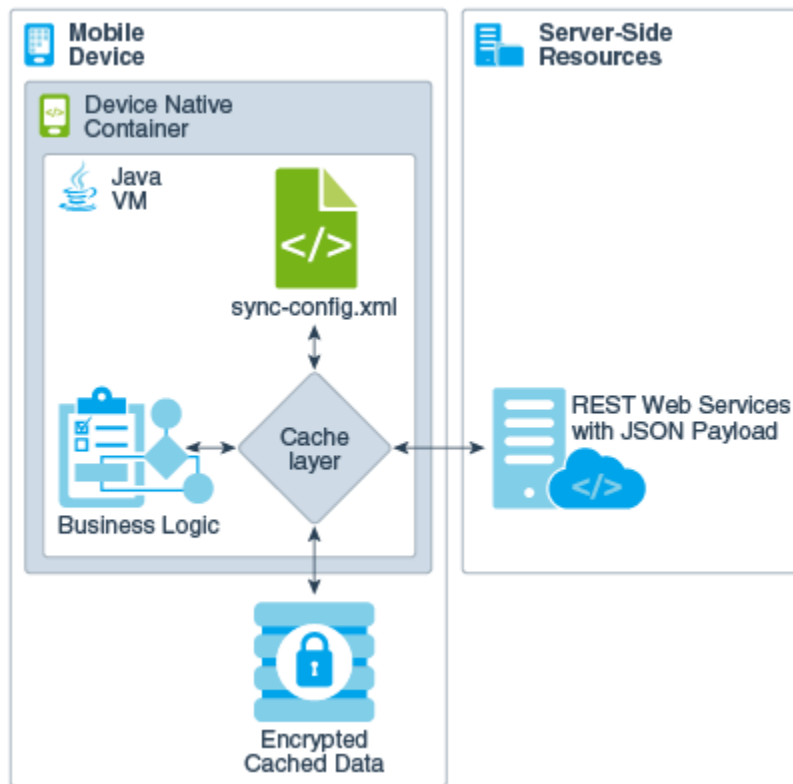 Mobile
Device
Server-Side
Resources
Device Native
Container
</>
Java
VM
</>
sync-config.xml
Cache
layer
REST Web Services
with JSON Payload
</>
Business Logic
Encrypted
Cached Data